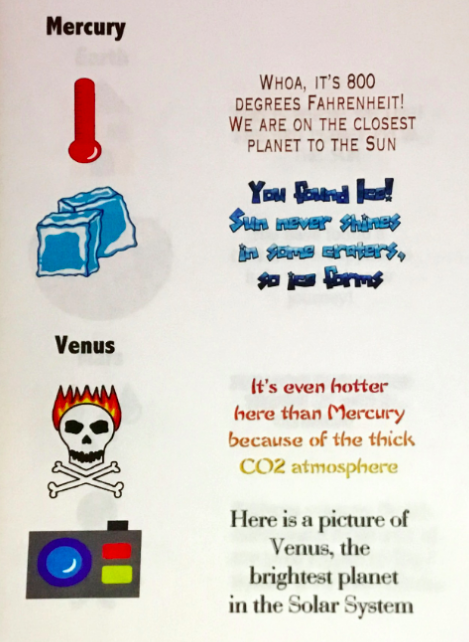 Mercury
WHOA, IT'S 800
DEGREES FAHRENHEIT!
WE ARE ON THE CLOSEST
PLANET TO THE SUN
You found Ice!
Sun never shines
in some craters,
so ice forms
Venus
It's even hotter
here than Mercury
because of the thick
CO2 atmosphere
Here is a picture of
Venus, the
brightest planet
in the Solar System